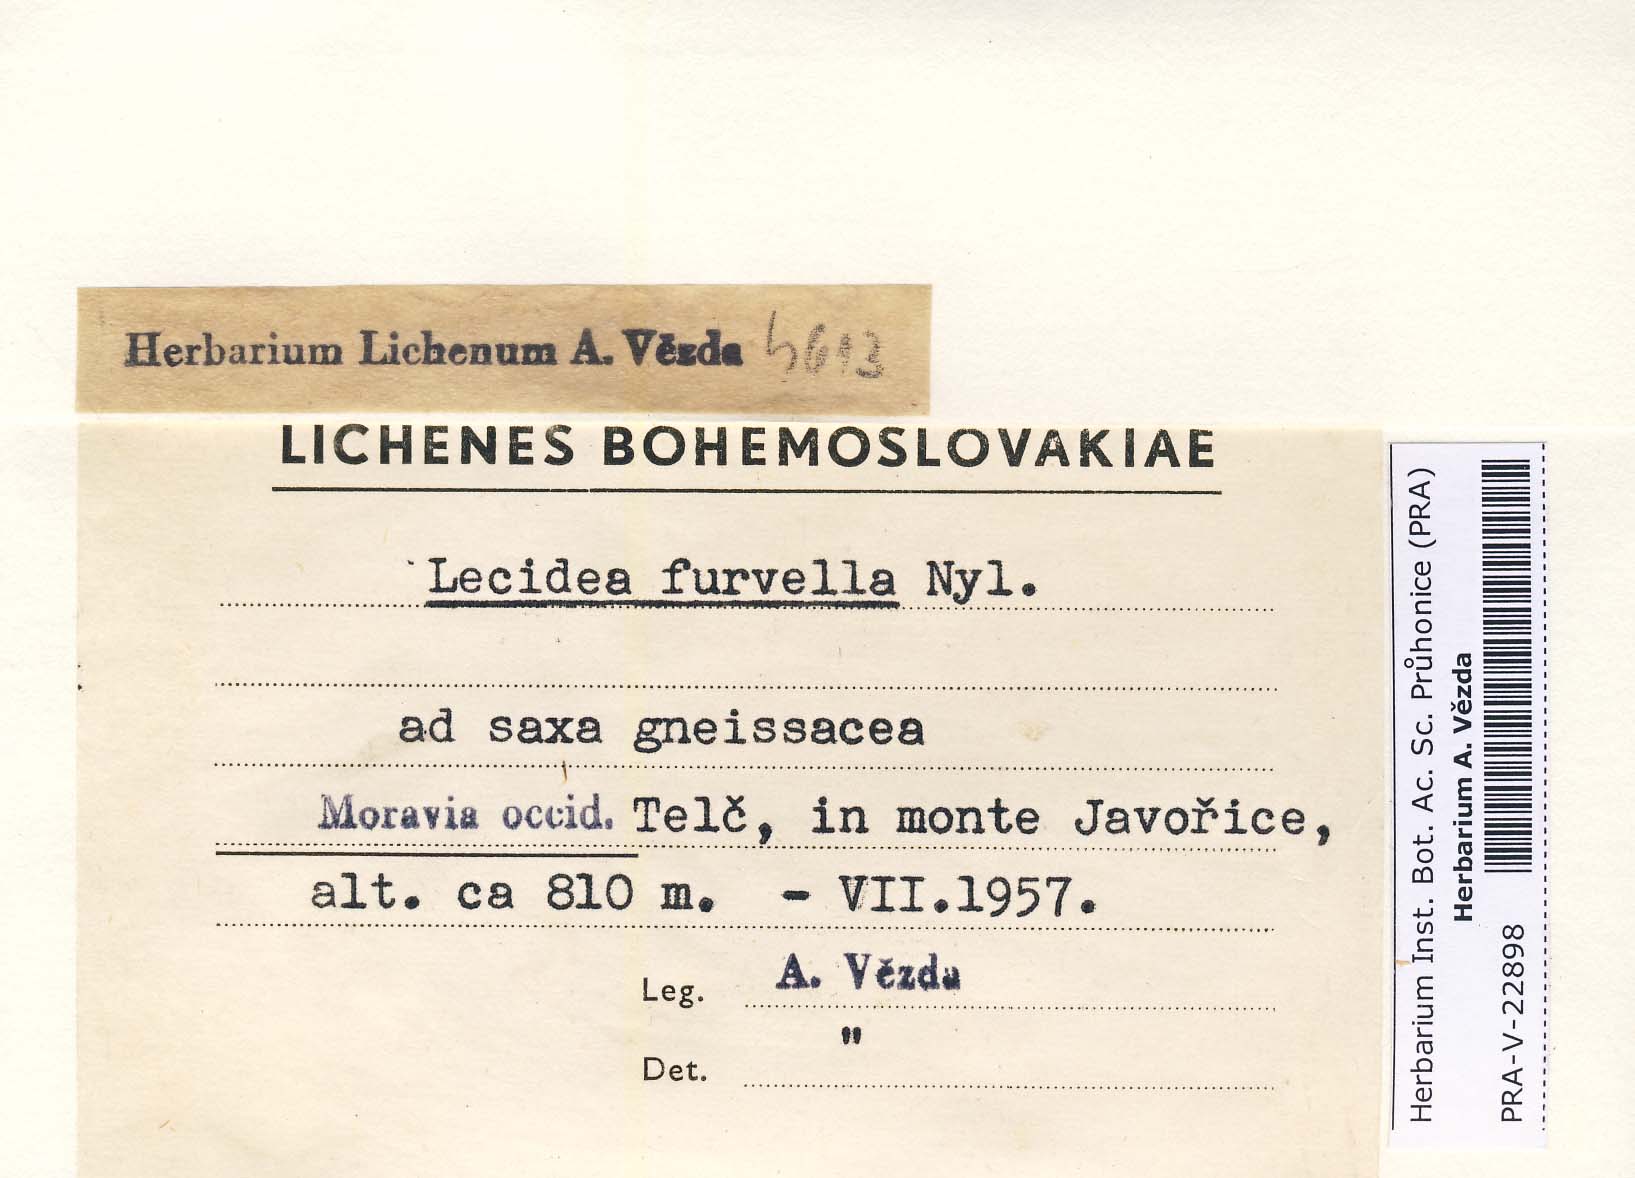 Herbarium Lichenum A. Vězda
LICHENES BOHEMOSLOVAKIAE
Lecidea furvella Nyl.
ad saxa gneissacea
Moravia occid. Telč, in monte Javořice,
alt. ca 810 m. - VII.1957.
Leg. A. Vězda
Det. "
Herbarium Inst. Bot. Ac. Sc. Průhonice (PRA)
Herbarium A. Vězda
PRA-V-22898